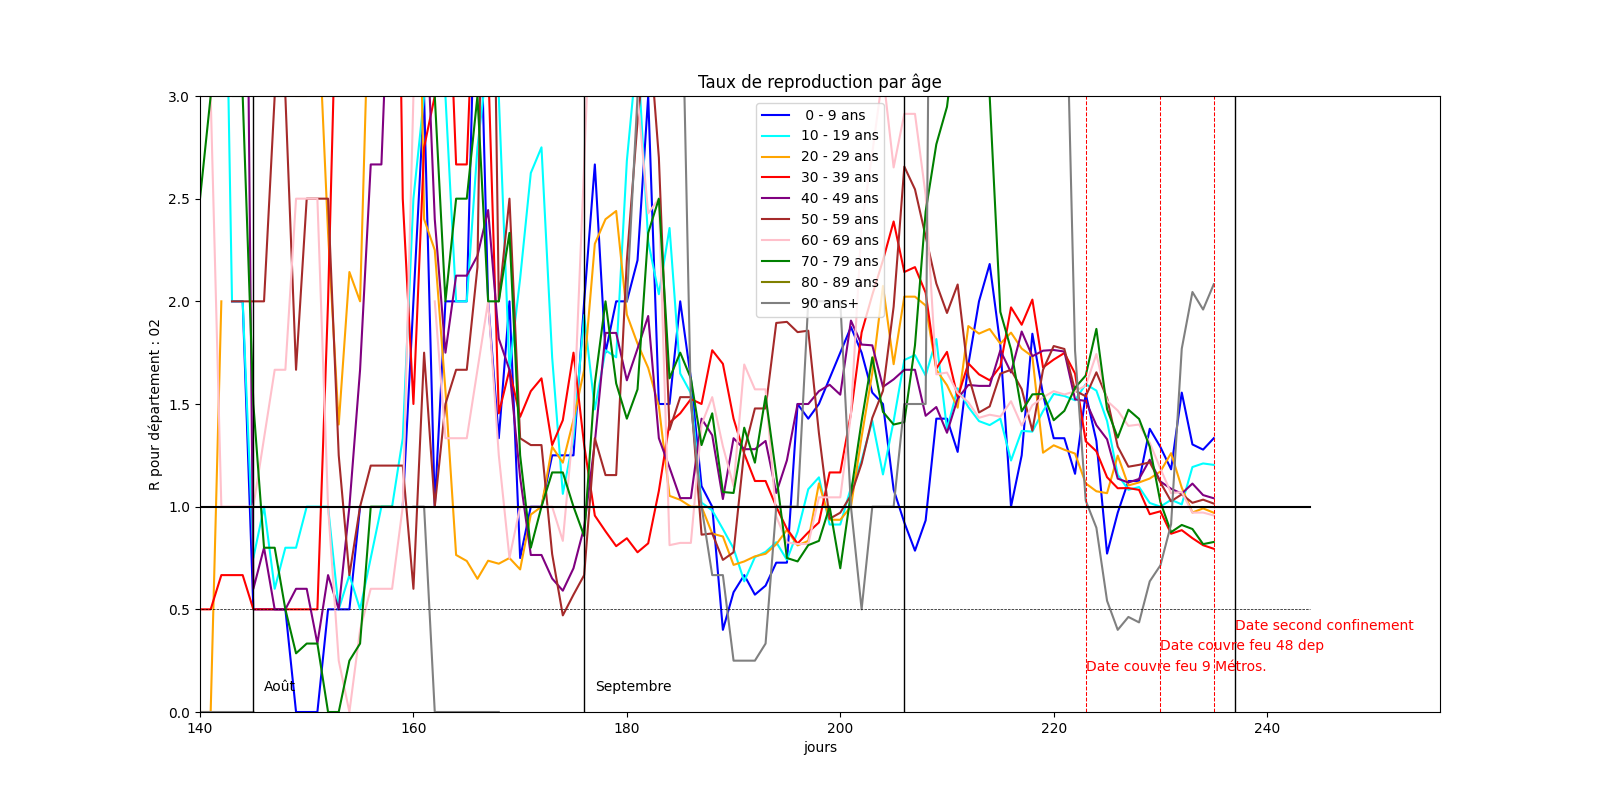 Taux de reproduction par âge
R pour département : 02
3.0
2.5
2.0
1.5
1.0
0.5
0.0
0 - 9 ans
10 - 19 ans
20 - 29 ans
30 - 39 ans
40 - 49 ans
50 - 59 ans
60 - 69 ans
70 - 79 ans
80 - 89 ans
90 ans+
Date second confinement
Date couvre feu 48 dep
Date couvre feu 9 Métros.
Août
Septembre
140
160
180
200
220
240
jours